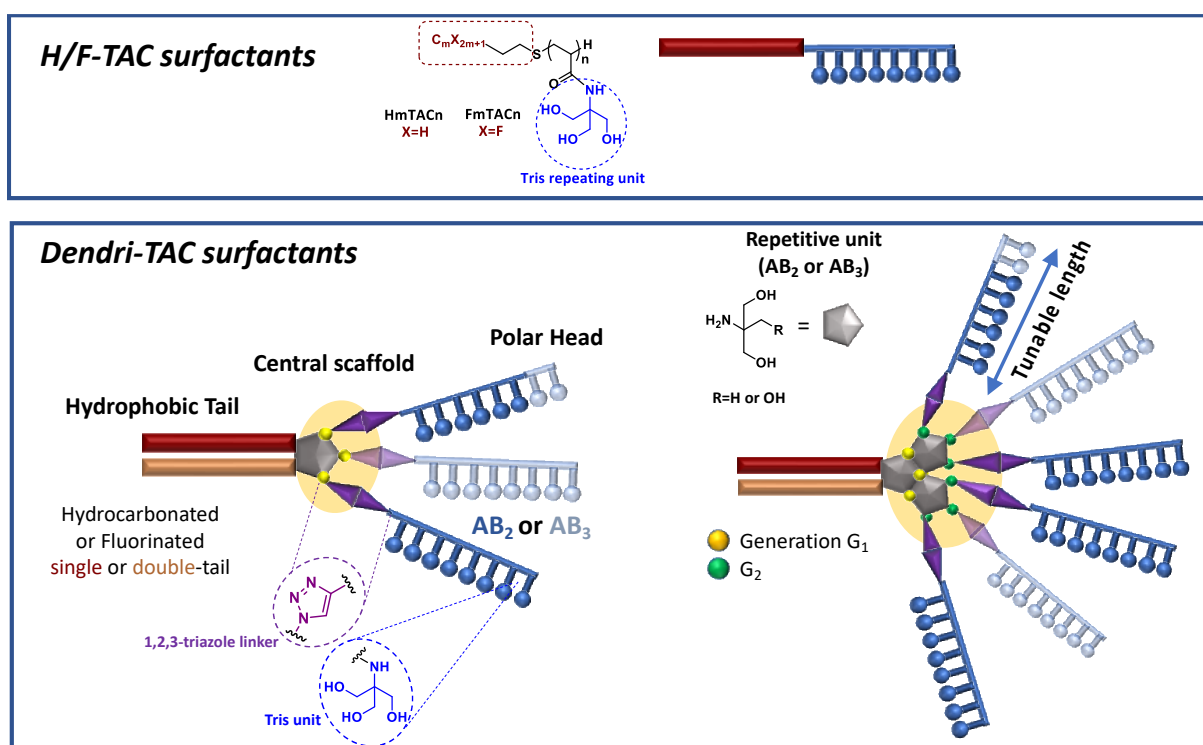 H/F-TAC surfactants
CₘX₂ₘ₊₁
S
H
n
O
NH
HO
HO
OH
HmTACn
X=H
FmTACn
X=F
Tris repeating unit
Dendri-TAC surfactants
Repetitive unit
(AB₂ or AB₃)
OH
H₂N
R
=
OH
R=H or OH
Tunable length
Polar Head
Central scaffold
Hydrophobic Tail
AB₂ or AB₃
Hydrocarbonated
or Fluorinated
single or double-tail
N
N
N
1,2,3-triazole linker
NH
HO
HO
OH
Tris unit
Generation G₁
G₂